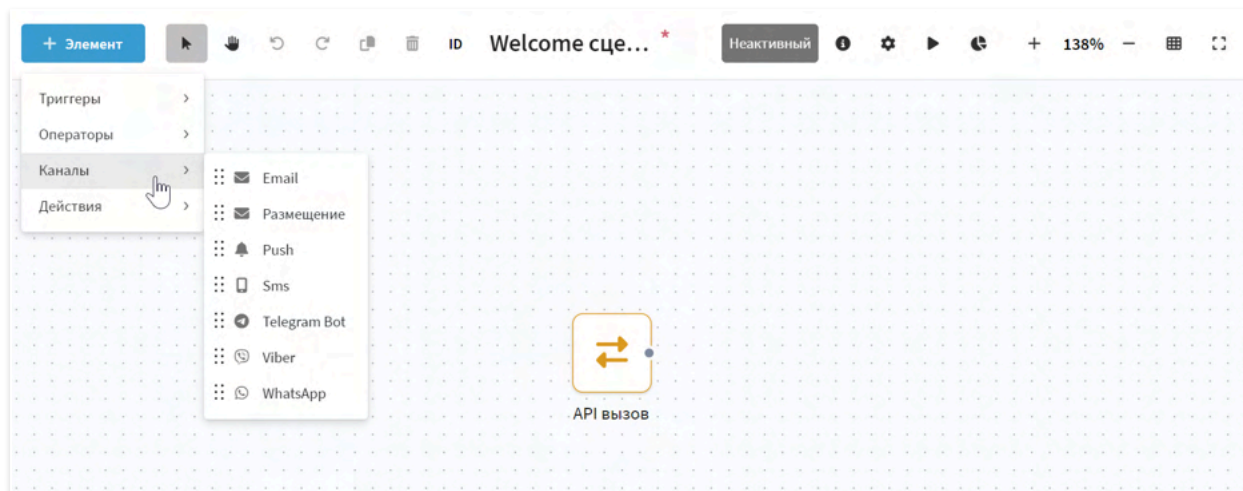 + Элемент
ID
Welcome сце... *
Неактивный
+ 138% −
Триггеры
Операторы
Каналы
Действия
Email
Размещение
Push
Sms
Telegram Bot
Viber
WhatsApp
API вызов